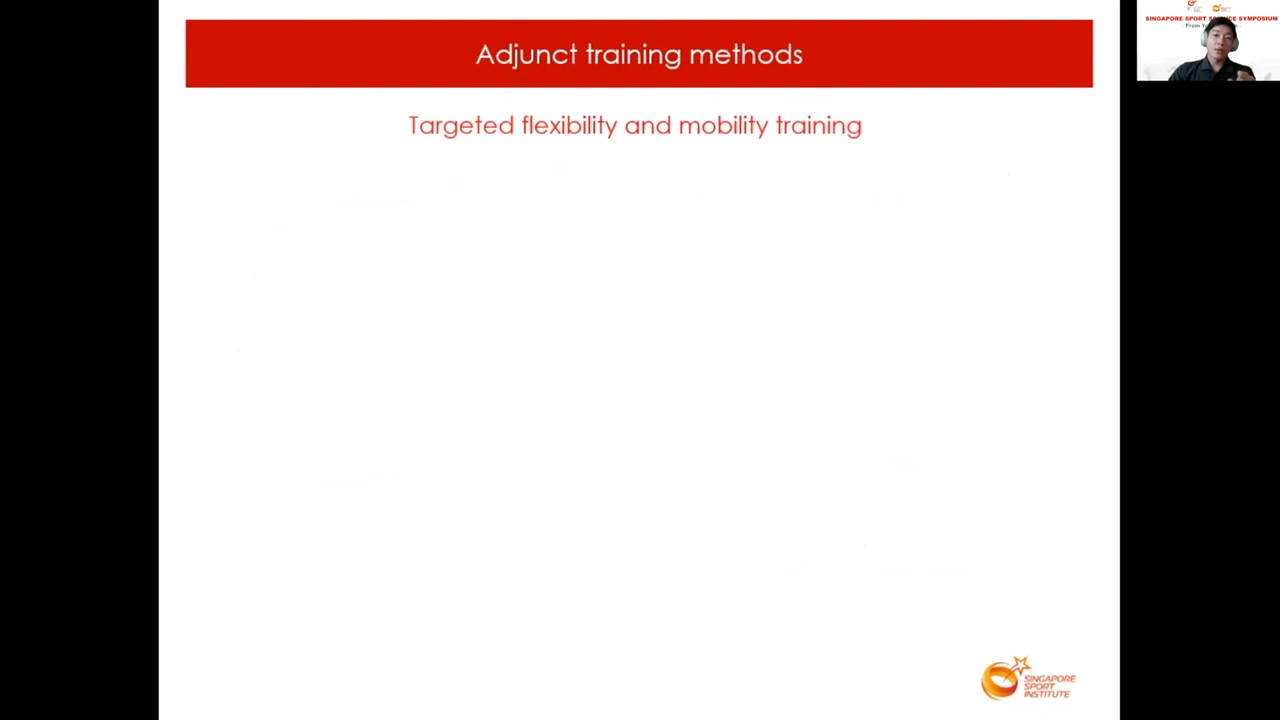 Adjunct training methods
Targeted flexibility and mobility training
SINGAPORE SPORT SCIENCE SYMPOSIUM
SINGAPORE
SPORT
INSTITUTE